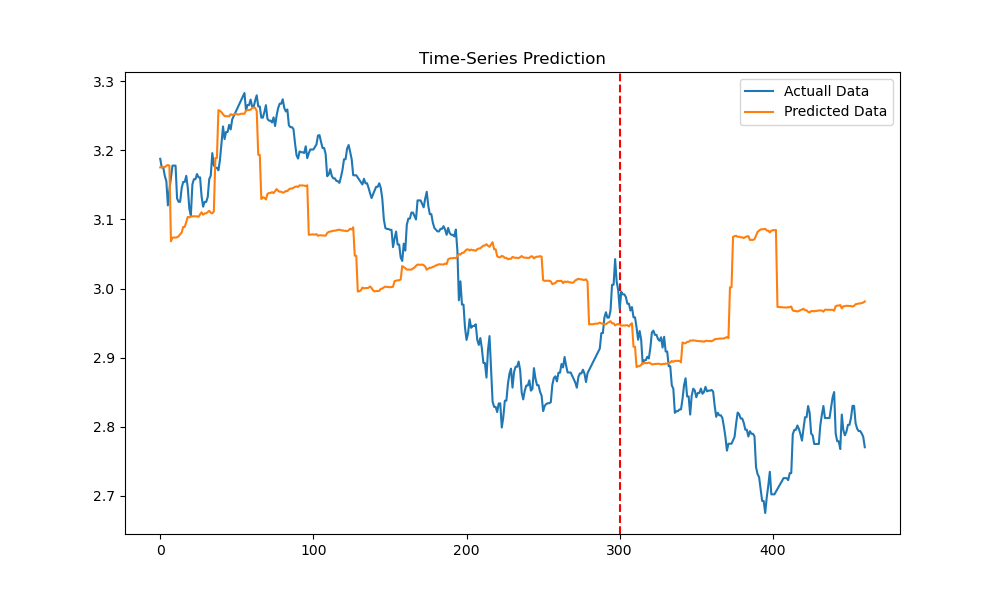 Time-Series Prediction
Actuall Data
Predicted Data
3.3
3.2
3.1
3.0
2.9
2.8
2.7
0 100 200 300 400